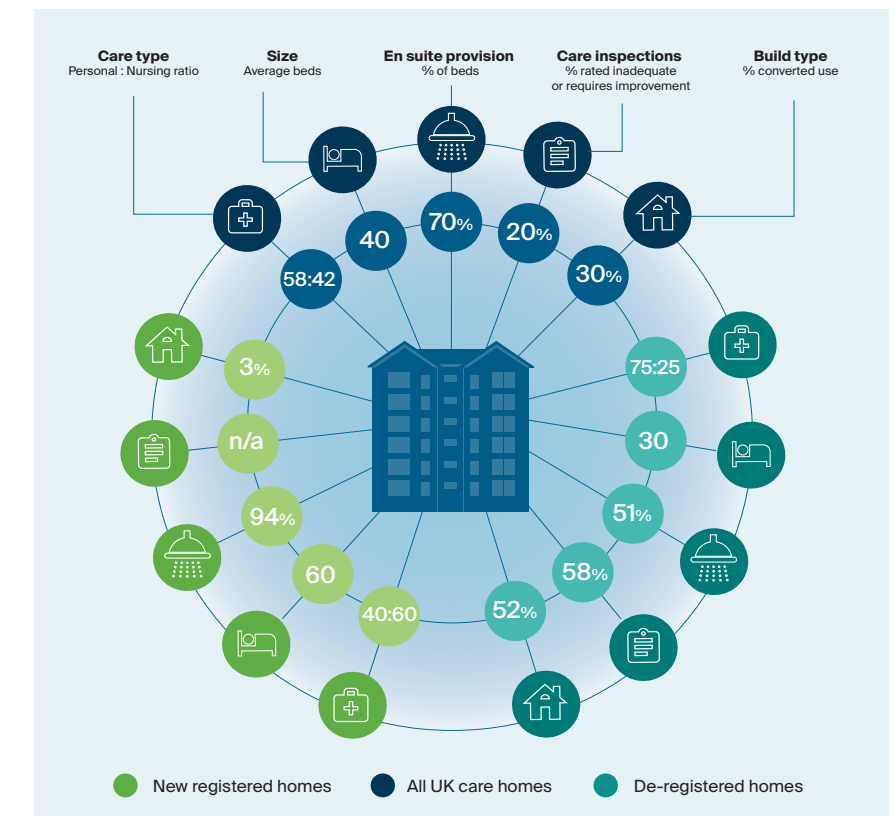 Care type
Personal : Nursing ratio
Size
Average beds
En suite provision
% of beds
Care inspections
% rated inadequate
or requires improvement
Build type
% converted use
58:42
40
70%
20%
30%
75:25
30
51%
58%
52%
40:60
60
94%
n/a
3%
New registered homes
All UK care homes
De-registered homes